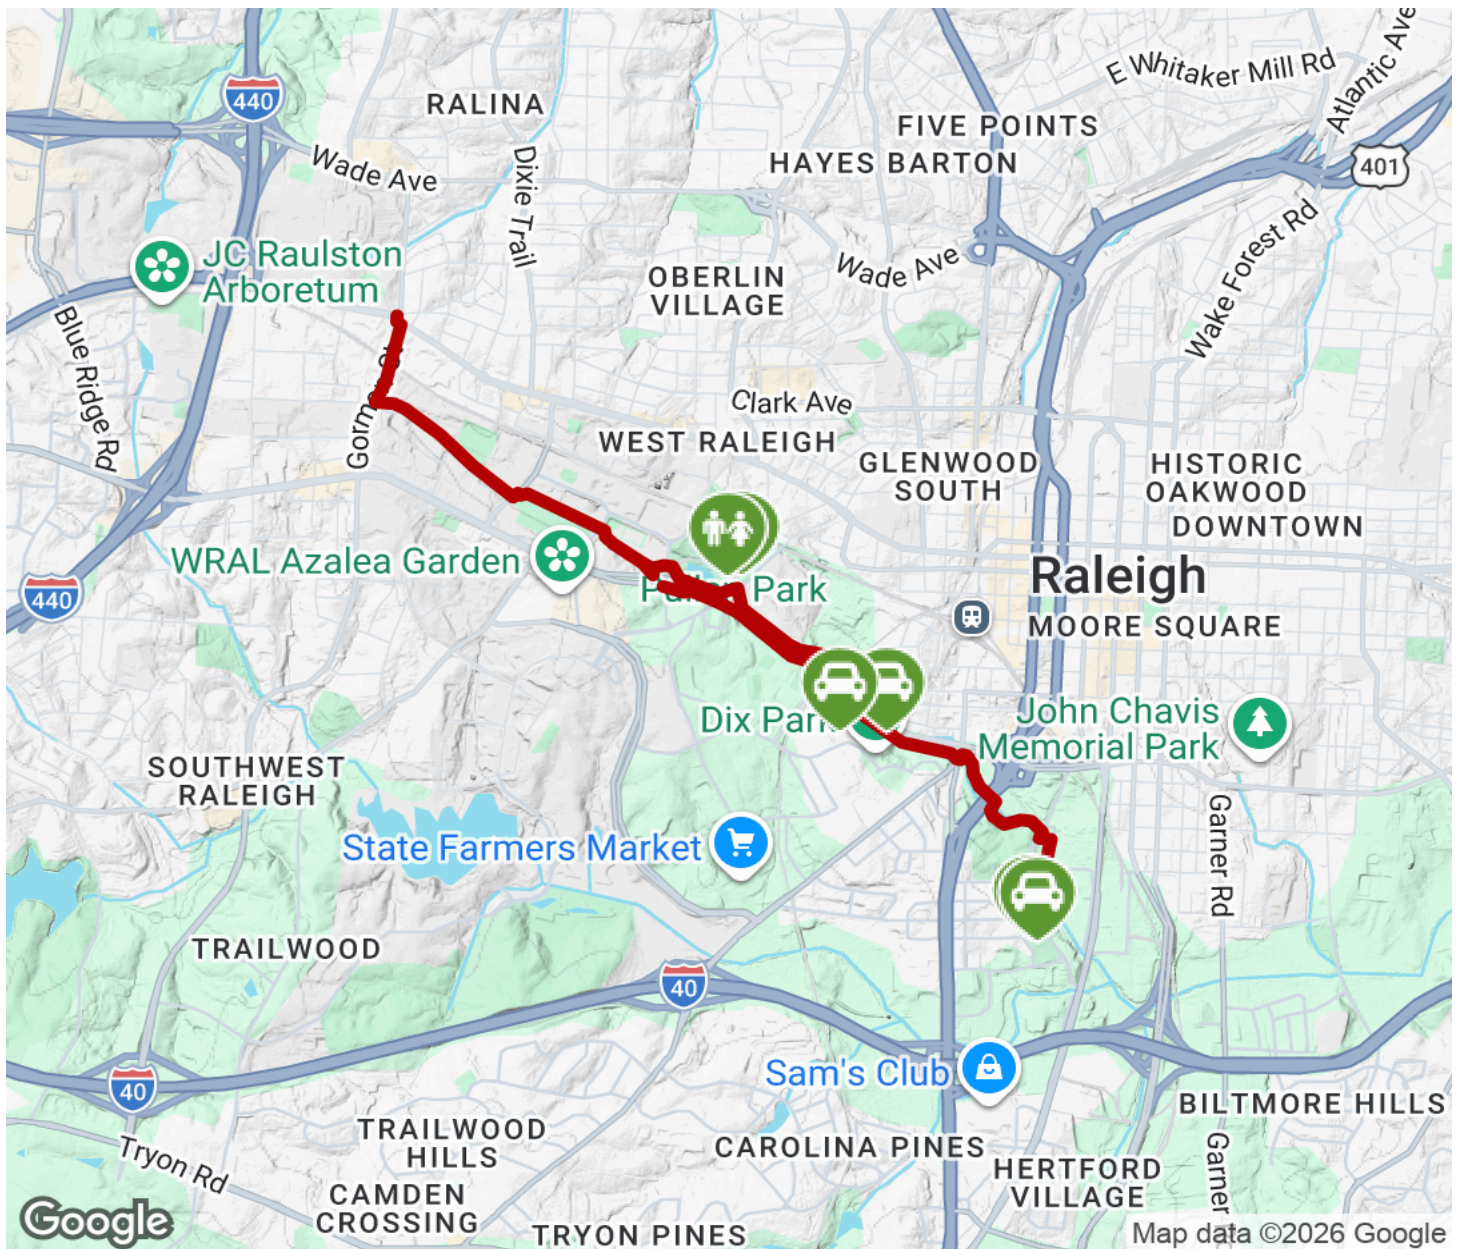 E Whitaker Mill Rd
Atlantic Ave
440
RALINA
FIVE POINTS
HAYES BARTON
401
Wade Ave
Dixie Trail
Wake Forest Rd
JC Raulston
Arboretum
OBERLIN
VILLAGE
Wade Ave
Blue Ridge Rd
Clark Ave
WEST RALEIGH
GLENWOOD
SOUTH
HISTORIC
OAKWOOD
DOWNTOWN
WRAL Azalea Garden
Park
Raleigh
440
MOORE SQUARE
Dix
John Chavis
Memorial Park
SOUTHWEST
RALEIGH
Garner Rd
State Farmers Market
TRAILWOOD
40
Sam's Club
40
BILTMORE HILLS
TRAILWOOD
HILLS
CAROLINA PINES
Tryon Rd
HERTFORD
VILLAGE
Garner
CAMDEN
CROSSING
TRYON PINES
Google
Map data ©2026 Google